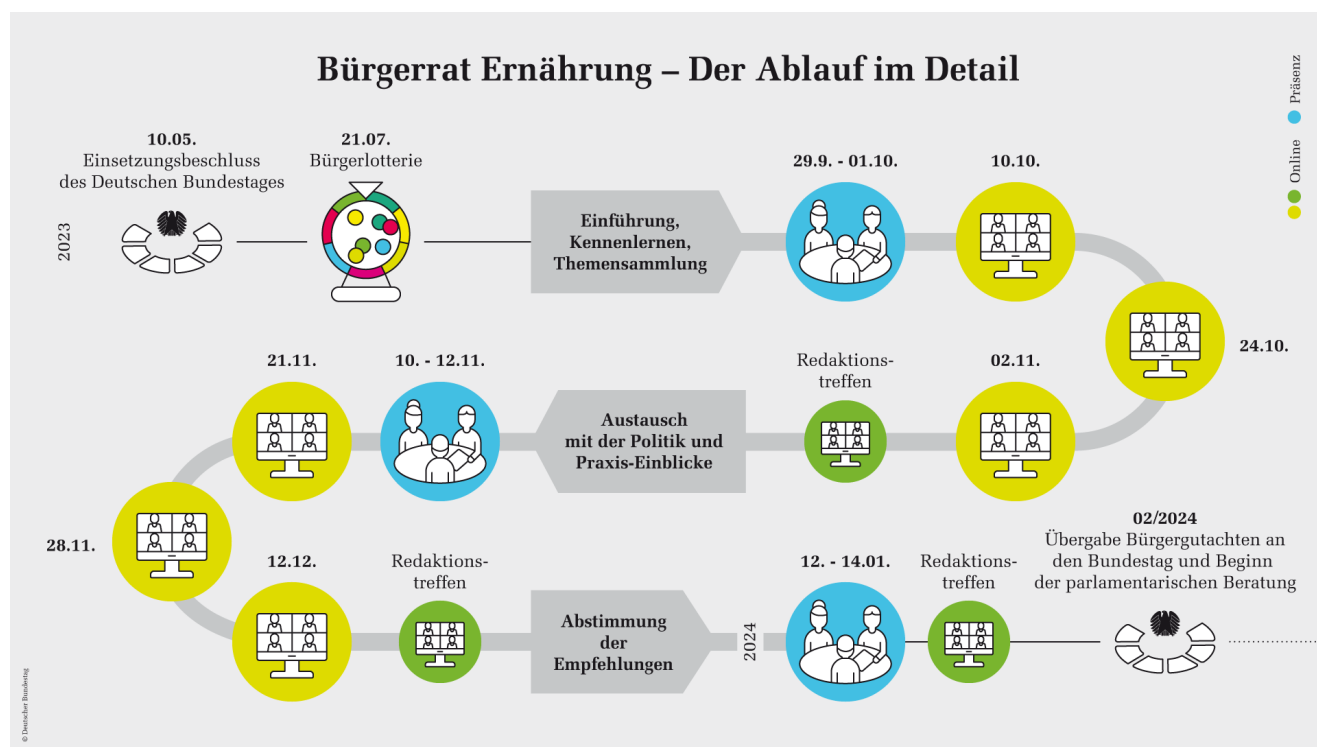 Bürgerrat Ernährung – Der Ablauf im Detail
Präsenz
Online
2023
10.05.
Einsetzungsbeschluss
des Deutschen Bundestages
21.07.
Bürgerlotterie
Einführung,
Kennenlernen,
Themensammlung
29.9. - 01.10.
10.10.
24.10.
02.11.
Redaktions-
treffen
Austausch
mit der Politik und
Praxis-Einblicke
10. - 12.11.
21.11.
28.11.
12.12.
Redaktions-
treffen
Abstimmung
der
Empfehlungen
2024
12. - 14.01.
Redaktions-
treffen
02/2024
Übergabe Bürgergutachten an
den Bundestag und Beginn
der parlamentarischen Beratung
© Deutscher Bundestag